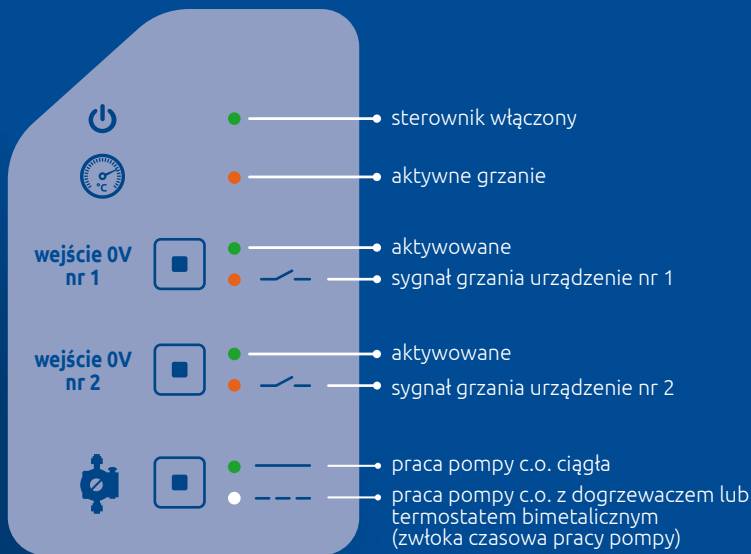 sterownik włączony
°C
aktywne grzanie
wejście 0V
nr 1
aktywowane
sygnał grzania urządzenie nr 1
wejście 0V
nr 2
aktywowane
sygnał grzania urządzenie nr 2
praca pompy c.o. ciągła
praca pompy c.o. z dogrzewaczem lub
termostatem bimetalicznym
(zwłoka czasowa pracy pompy)